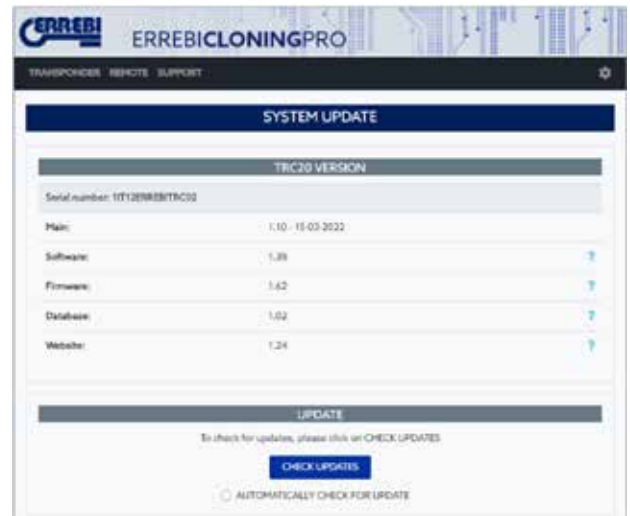 ERREBI
ERREBICLONINGPRO
TRANSPONDER REMOTE SUPPORT
SYSTEM UPDATE
TRC20 VERSION
Serial number:
Main: 1.10 - 15-03-2022
Software: 1.39 ?
Firmware: 1.62 ?
Database: 1.02 ?
Website: 1.24 ?
UPDATE
To check for updates, please click on CHECK UPDATES
CHECK UPDATES
AUTOMATICALLY CHECK FOR UPDATE